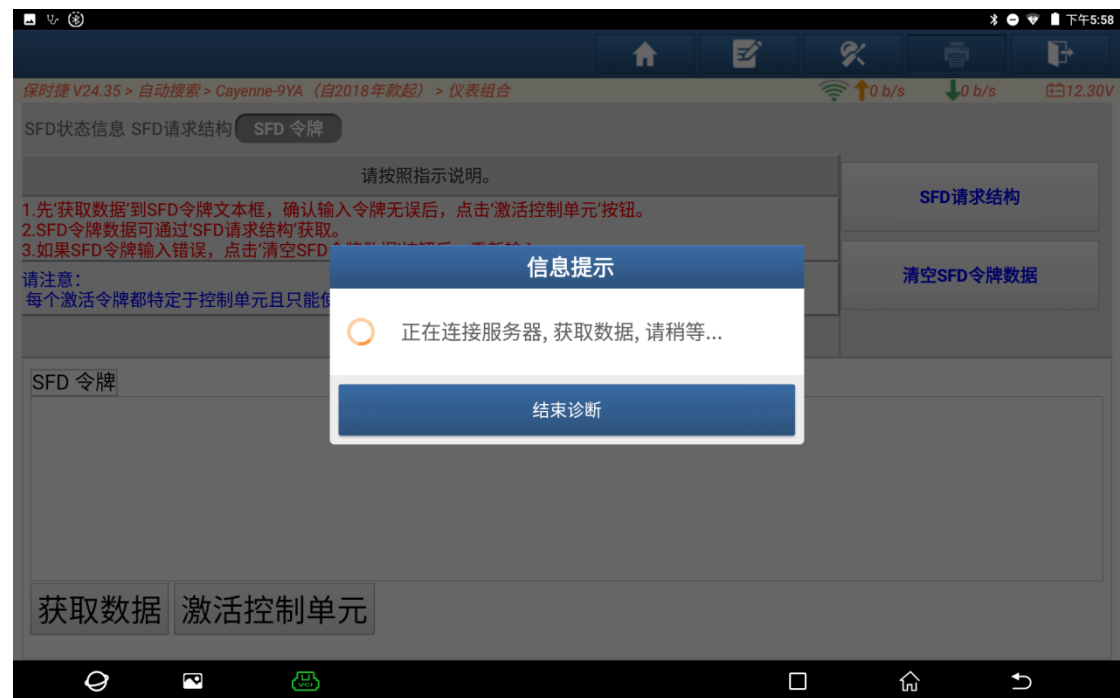 下午5:58
保时捷 V24.35 > 自动搜索 > Cayenne-9YA（自2018年款起）> 仪表组合
0 b/s 0 b/s 12.30V
SFD状态信息 SFD请求结构 SFD 令牌
请按照指示说明。
1.先'获取数据'到SFD令牌文本框，确认输入令牌无误后，点击'激活控制单元'按钮。
2.SFD令牌数据可通过'SFD请求结构'获取。
3.如果SFD令牌输入错误，点击'清空SFD
请注意：
每个激活令牌都特定于控制单元且只能
SFD请求结构
清空SFD令牌数据
信息提示
正在连接服务器, 获取数据, 请稍等...
结束诊断
SFD 令牌
获取数据 激活控制单元
VCI